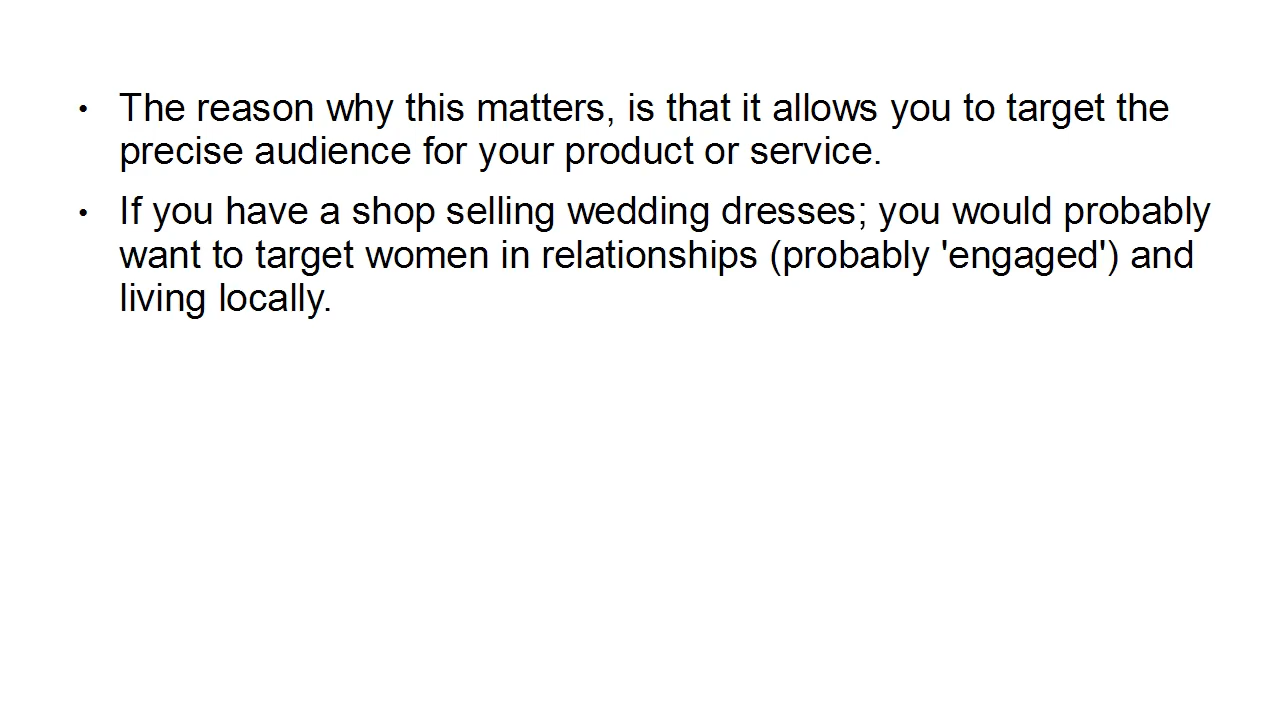 • The reason why this matters, is that it allows you to target the
precise audience for your product or service.
• If you have a shop selling wedding dresses; you would probably
want to target women in relationships (probably 'engaged') and
living locally.